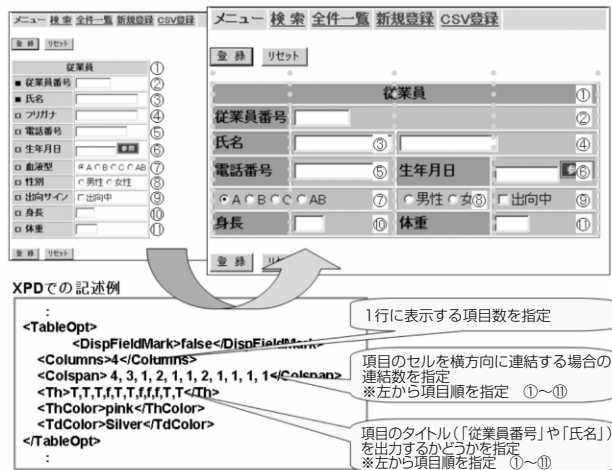 メニュー 検 索 全件一覧 新規登録 CSV登録
登 録 リセット
従業員 ①
■ 従業員番号 ②
■ 氏名 ③
□ フリガナ ④
□ 電話番号 ⑤
□ 生年月日 参照 ⑥
□ 血液型 A B C C AB ⑦
□ 性別 男性 女性 ⑧
□ 出向サイン 出向中 ⑨
□ 身長 ⑩
□ 体重 ⑪
登 録 リセット
メニュー 検 索 全件一覧 新規登録 CSV登録
登 録 リセット
従業員 ①
従業員番号 ②
氏名 ③ ④
電話番号 ⑤ 生年月日 ⑥
A B C C AB ⑦ 男性 女⑧ 出向中 ⑨
身長 ⑩ 体重 ⑪
登 録
XPDでの記述例
:
<TableOpt>
<DispFieldMark>false</DispFieldMark>
<Columns>4</Columns>
<Colspan> 4, 3, 1, 2, 1, 1, 2, 1, 1, 1, 1</Colspan>
<Th>T,T,T,f,T,T,f,f,f,T,T</Th>
<ThColor>pink</ThColor>
<TdColor>Silver</TdColor>
</TableOpt>
:
1行に表示する項目数を指定
項目のセルを横方向に連結する場合の
連結数を指定
※左から項目順を指定 ①～⑪
項目のタイトル(「従業員番号」や「氏名」)
を出力するかどうかを指定
※左から項目順を指定 ①～⑪